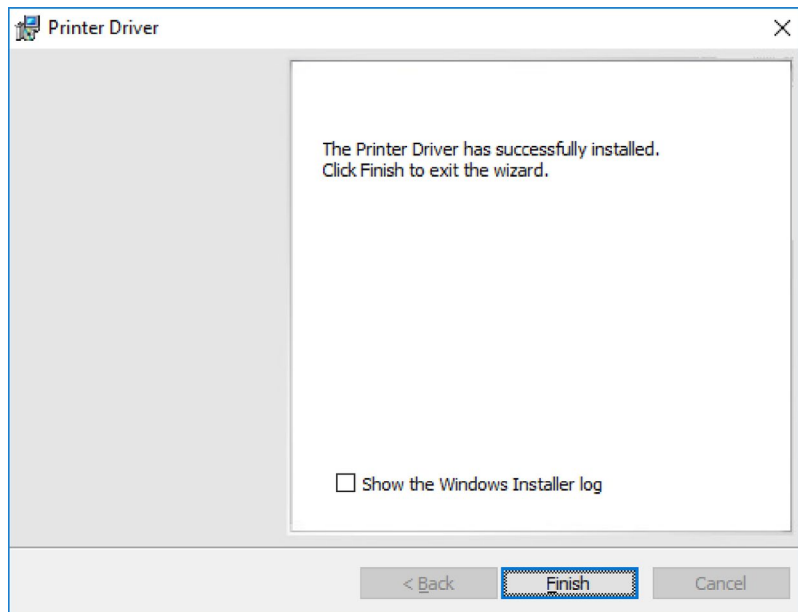 Printer Driver
The Printer Driver has successfully installed.
Click Finish to exit the wizard.
Show the Windows Installer log
< Back
Finish
Cancel